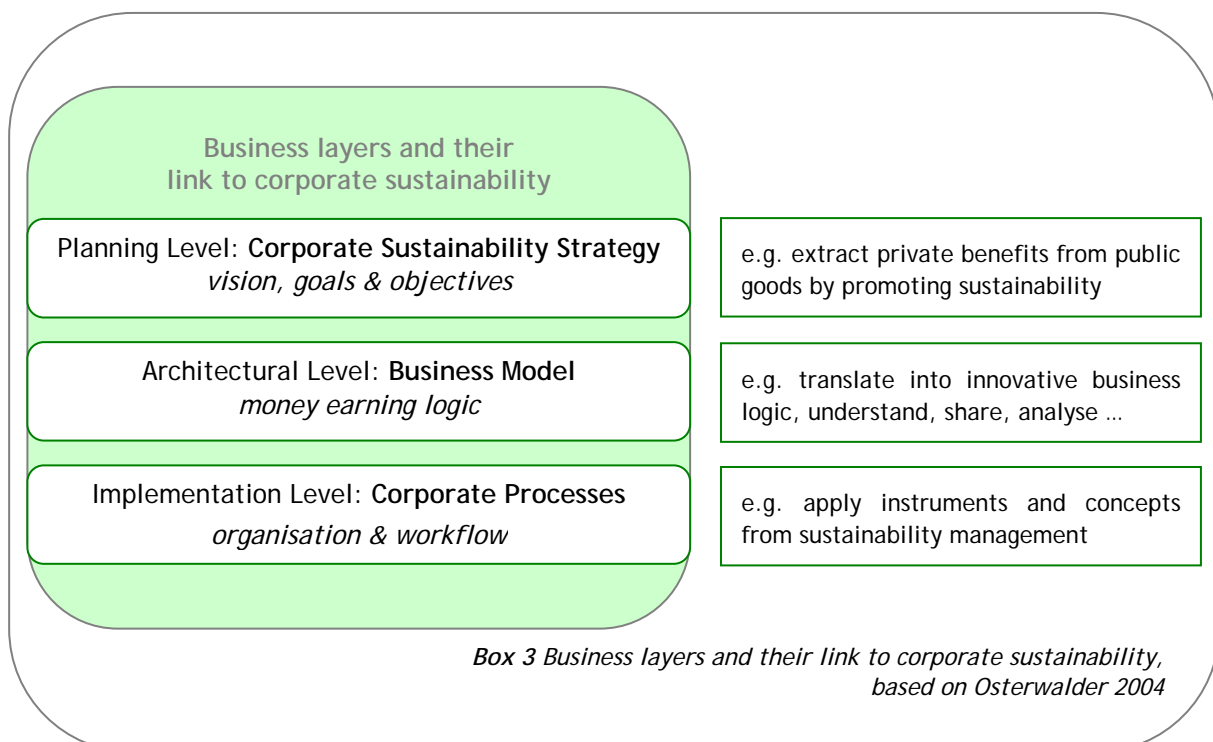 Business layers and their
link to corporate sustainability
Planning Level: Corporate Sustainability Strategy
vision, goals & objectives
e.g. extract private benefits from public
goods by promoting sustainability
Architectural Level: Business Model
money earning logic
e.g. translate into innovative business
logic, understand, share, analyse ...
Implementation Level: Corporate Processes
organisation & workflow
e.g. apply instruments and concepts
from sustainability management
Box 3 Business layers and their link to corporate sustainability,
based on Osterwalder 2004